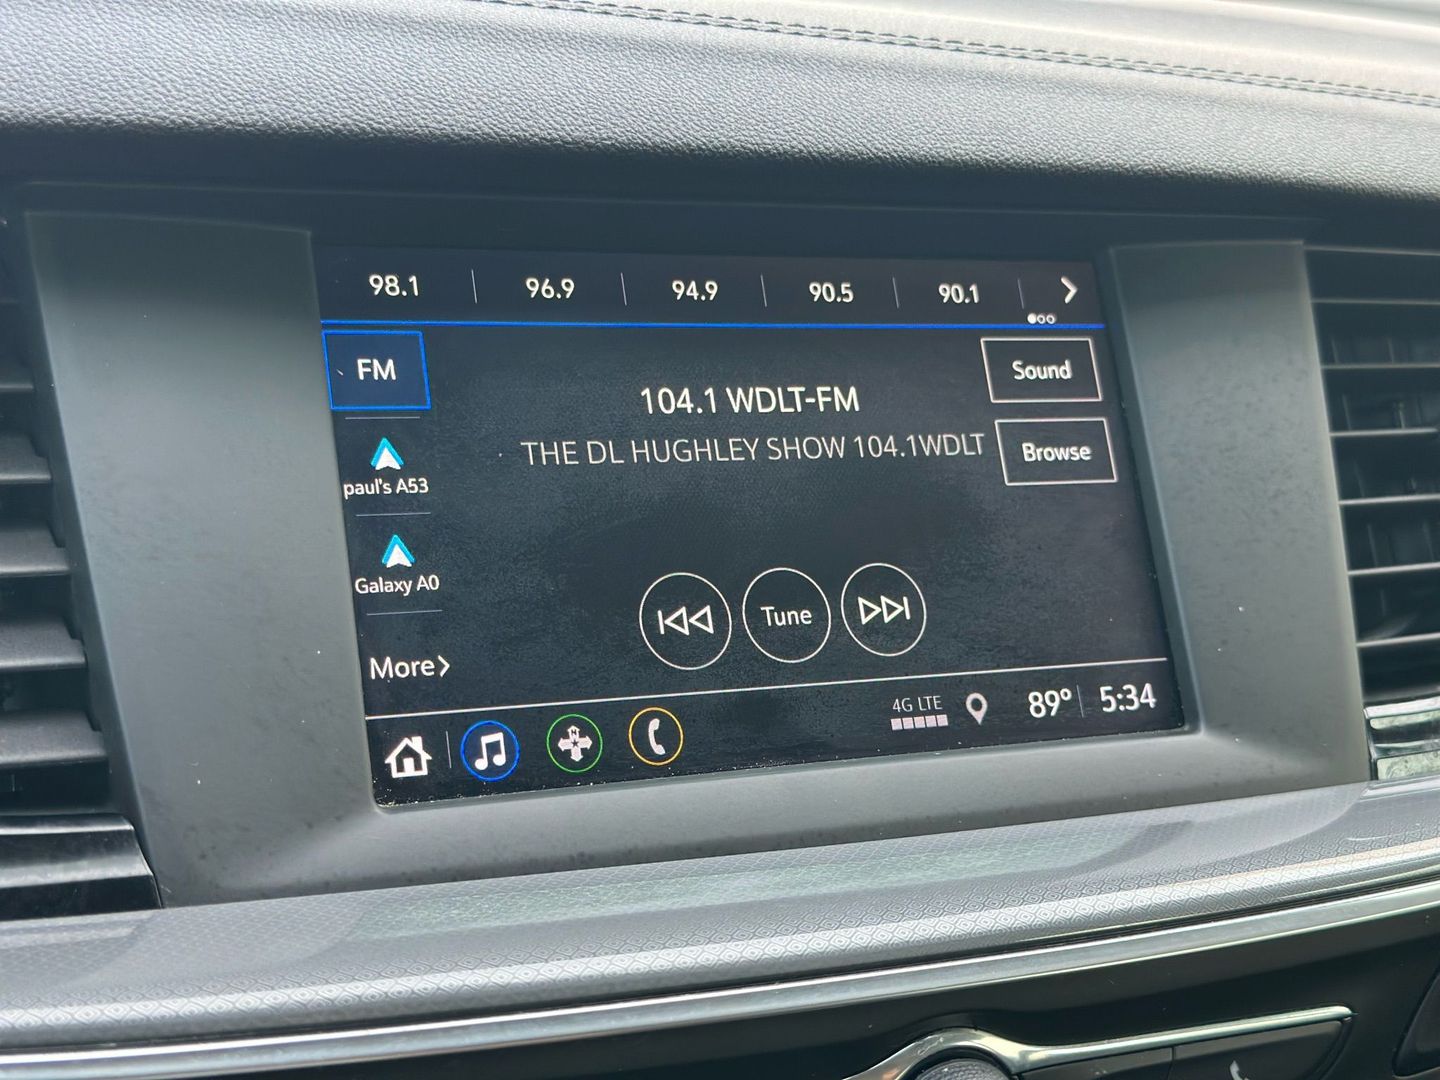 98.1 96.9 94.9 90.5 90.1
FM
Sound
104.1 WDLT-FM
THE DL HUGHLEY SHOW 104.1WDLT
Browse
paul's A53
Galaxy A0
Tune
More
4G LTE
89° 5:34
N